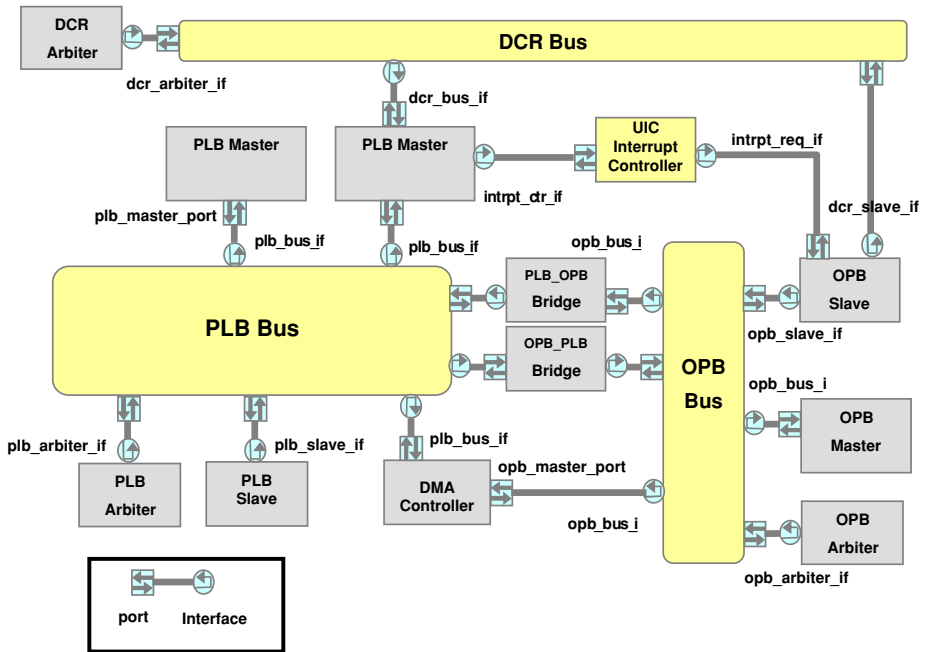 DCR
Arbiter
DCR Bus
dcr_arbiter_if
dcr_bus_if
PLB Master
PLB Master
UIC
Interrupt
Controller
intrpt_req_if
plb_master_port
intrpt_ctr_if
dcr_slave_if
plb_bus_if
plb_bus_if
opb_bus_i
PLB_OPB
Bridge
OPB
Slave
PLB Bus
OPB_PLB
Bridge
opb_slave_if
OPB
Bus
opb_bus_i
OPB
Master
plb_arbiter_if
plb_slave_if
plb_bus_if
opb_master_port
PLB
Arbiter
PLB
Slave
DMA
Controller
opb_bus_i
OPB
Arbiter
opb_arbiter_if
port
Interface